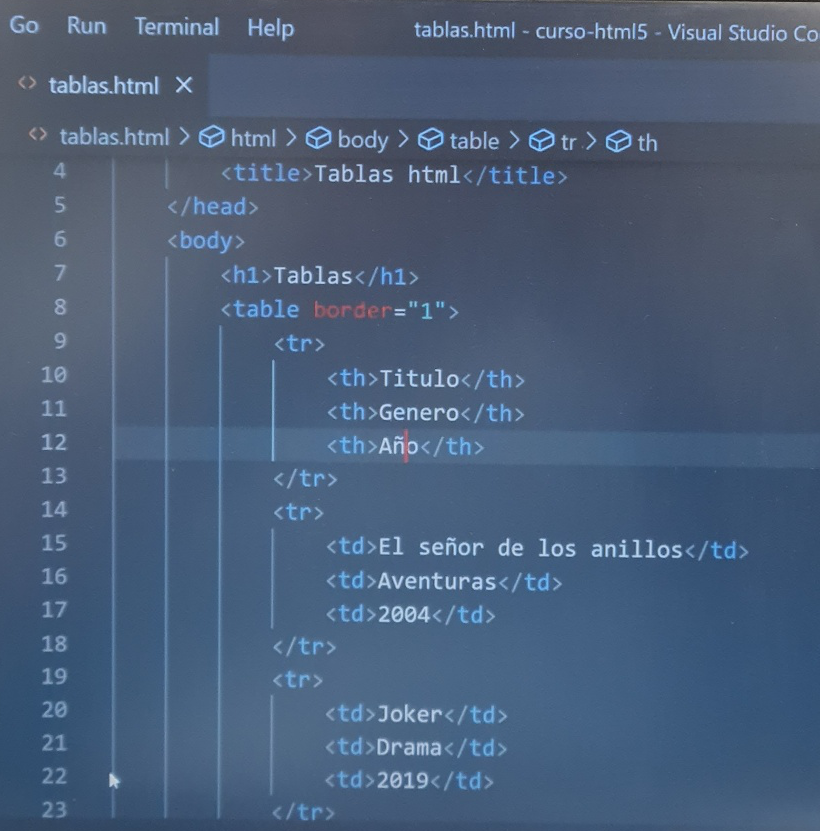 Go Run Terminal Help tablas.html - curso-html5 - Visual Studio Co
<> tablas.html X
<> tablas.html > html > body > table > tr > th
4 <title>Tablas html</title>
5 </head>
6 <body>
7 <h1>Tablas</h1>
8 <table border="1">
9 <tr>
10 <th>Titulo</th>
11 <th>Genero</th>
12 <th>Año</th>
13 </tr>
14 <tr>
15 <td>El señor de los anillos</td>
16 <td>Aventuras</td>
17 <td>2004</td>
18 </tr>
19 <tr>
20 <td>Joker</td>
21 <td>Drama</td>
22 <td>2019</td>
23 </tr>